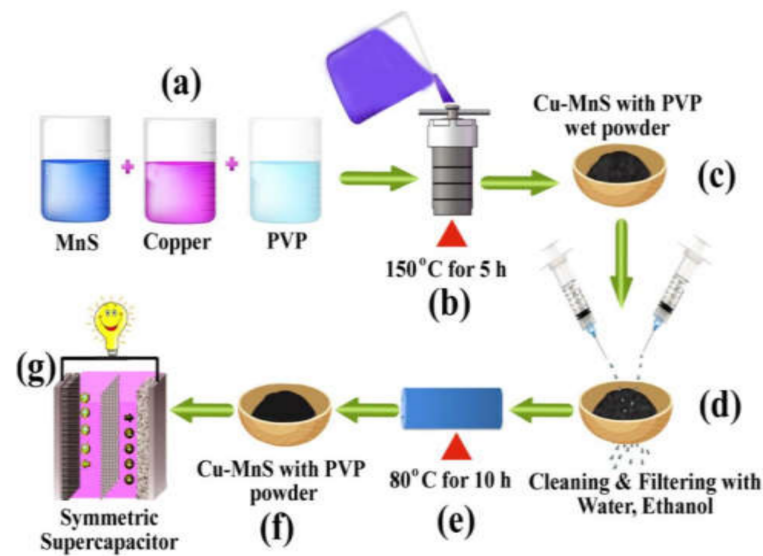 (a)
MnS
+
Copper
+
PVP
150°C for 5 h
(b)
Cu-MnS with PVP
wet powder
(c)
(d)
Cleaning & Filtering with
Water, Ethanol
80°C for 10 h
(e)
Cu-MnS with PVP
powder
(f)
(g)
Symmetric
Supercapacitor